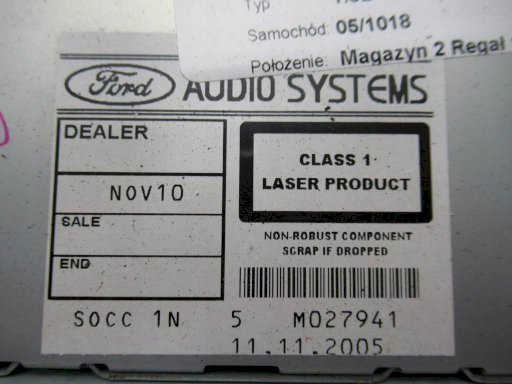 Typ
Samochód: 05/1018
Położenie: Magazyn 2 Regał
Ford AUDIO SYSTEMS
DEALER
NOV10
SALE
END
CLASS 1
LASER PRODUCT
NON-ROBUST COMPONENT
SCRAP IF DROPPED
SOCC 1N 5 M027941
11.11.2005